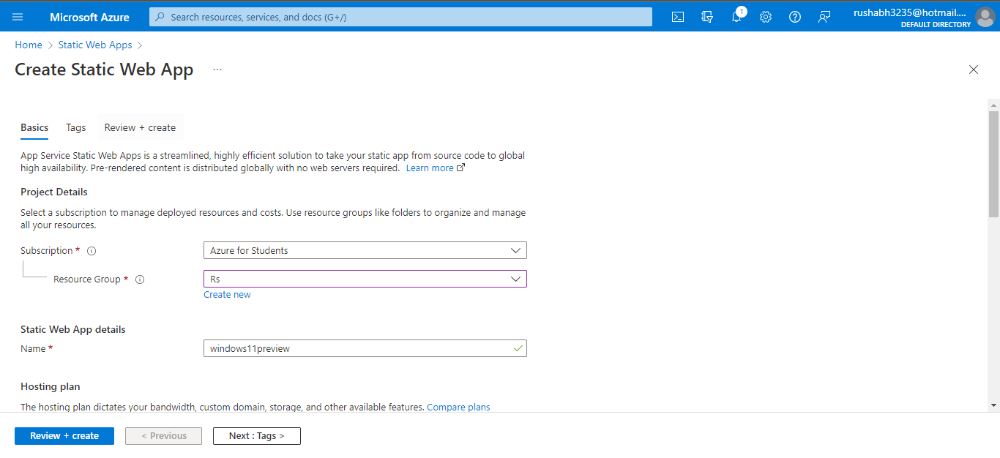 Microsoft Azure
Search resources, services, and docs (G+/)
1
rushabh3235@hotmail....
DEFAULT DIRECTORY
Home > Static Web Apps >
Create Static Web App ...
Basics Tags Review + create
App Service Static Web Apps is a streamlined, highly efficient solution to take your static app from source code to global
high availability. Pre-rendered content is distributed globally with no web servers required. Learn more
Project Details
Select a subscription to manage deployed resources and costs. Use resource groups like folders to organize and manage
all your resources.
Subscription * Azure for Students
Resource Group * Rs
Create new
Static Web App details
Name * windows11preview
Hosting plan
The hosting plan dictates your bandwidth, custom domain, storage, and other available features. Compare plans
Review + create < Previous Next : Tags >